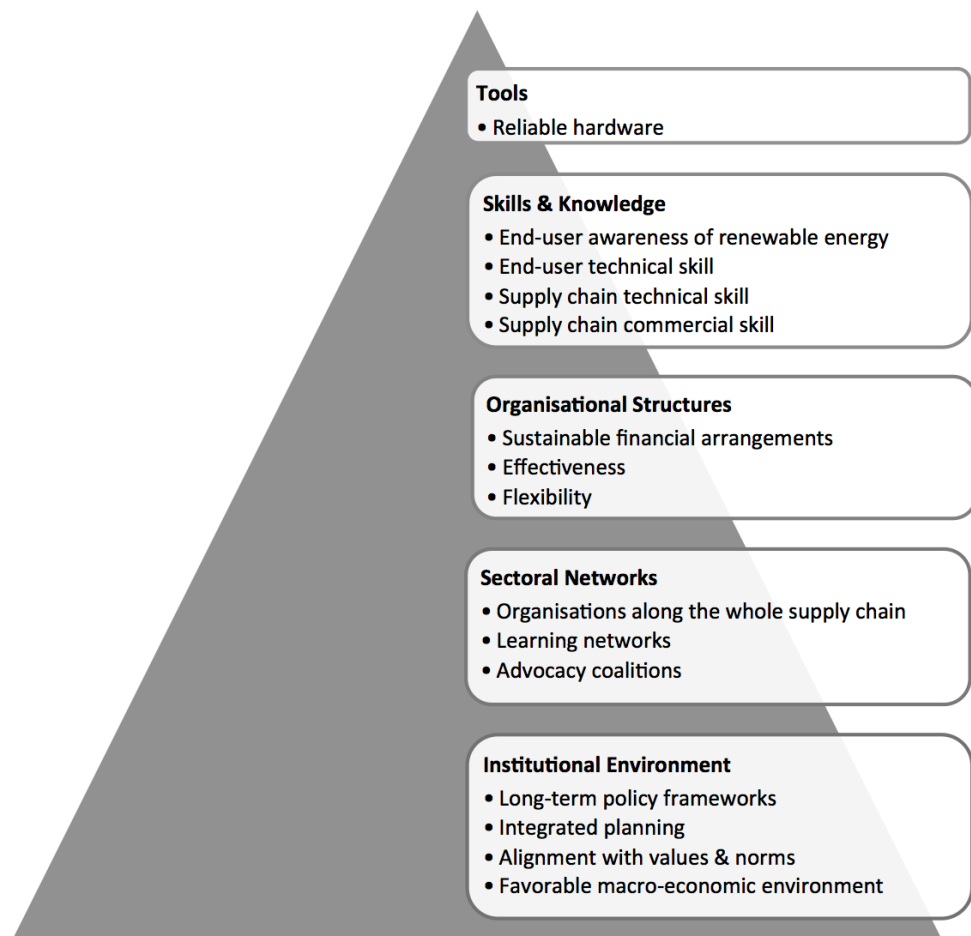 Tools
• Reliable hardware
Skills & Knowledge
• End-user awareness of renewable energy
• End-user technical skill
• Supply chain technical skill
• Supply chain commercial skill
Organisational Structures
• Sustainable financial arrangements
• Effectiveness
• Flexibility
Sectoral Networks
• Organisations along the whole supply chain
• Learning networks
• Advocacy coalitions
Institutional Environment
• Long-term policy frameworks
• Integrated planning
• Alignment with values & norms
• Favorable macro-economic environment